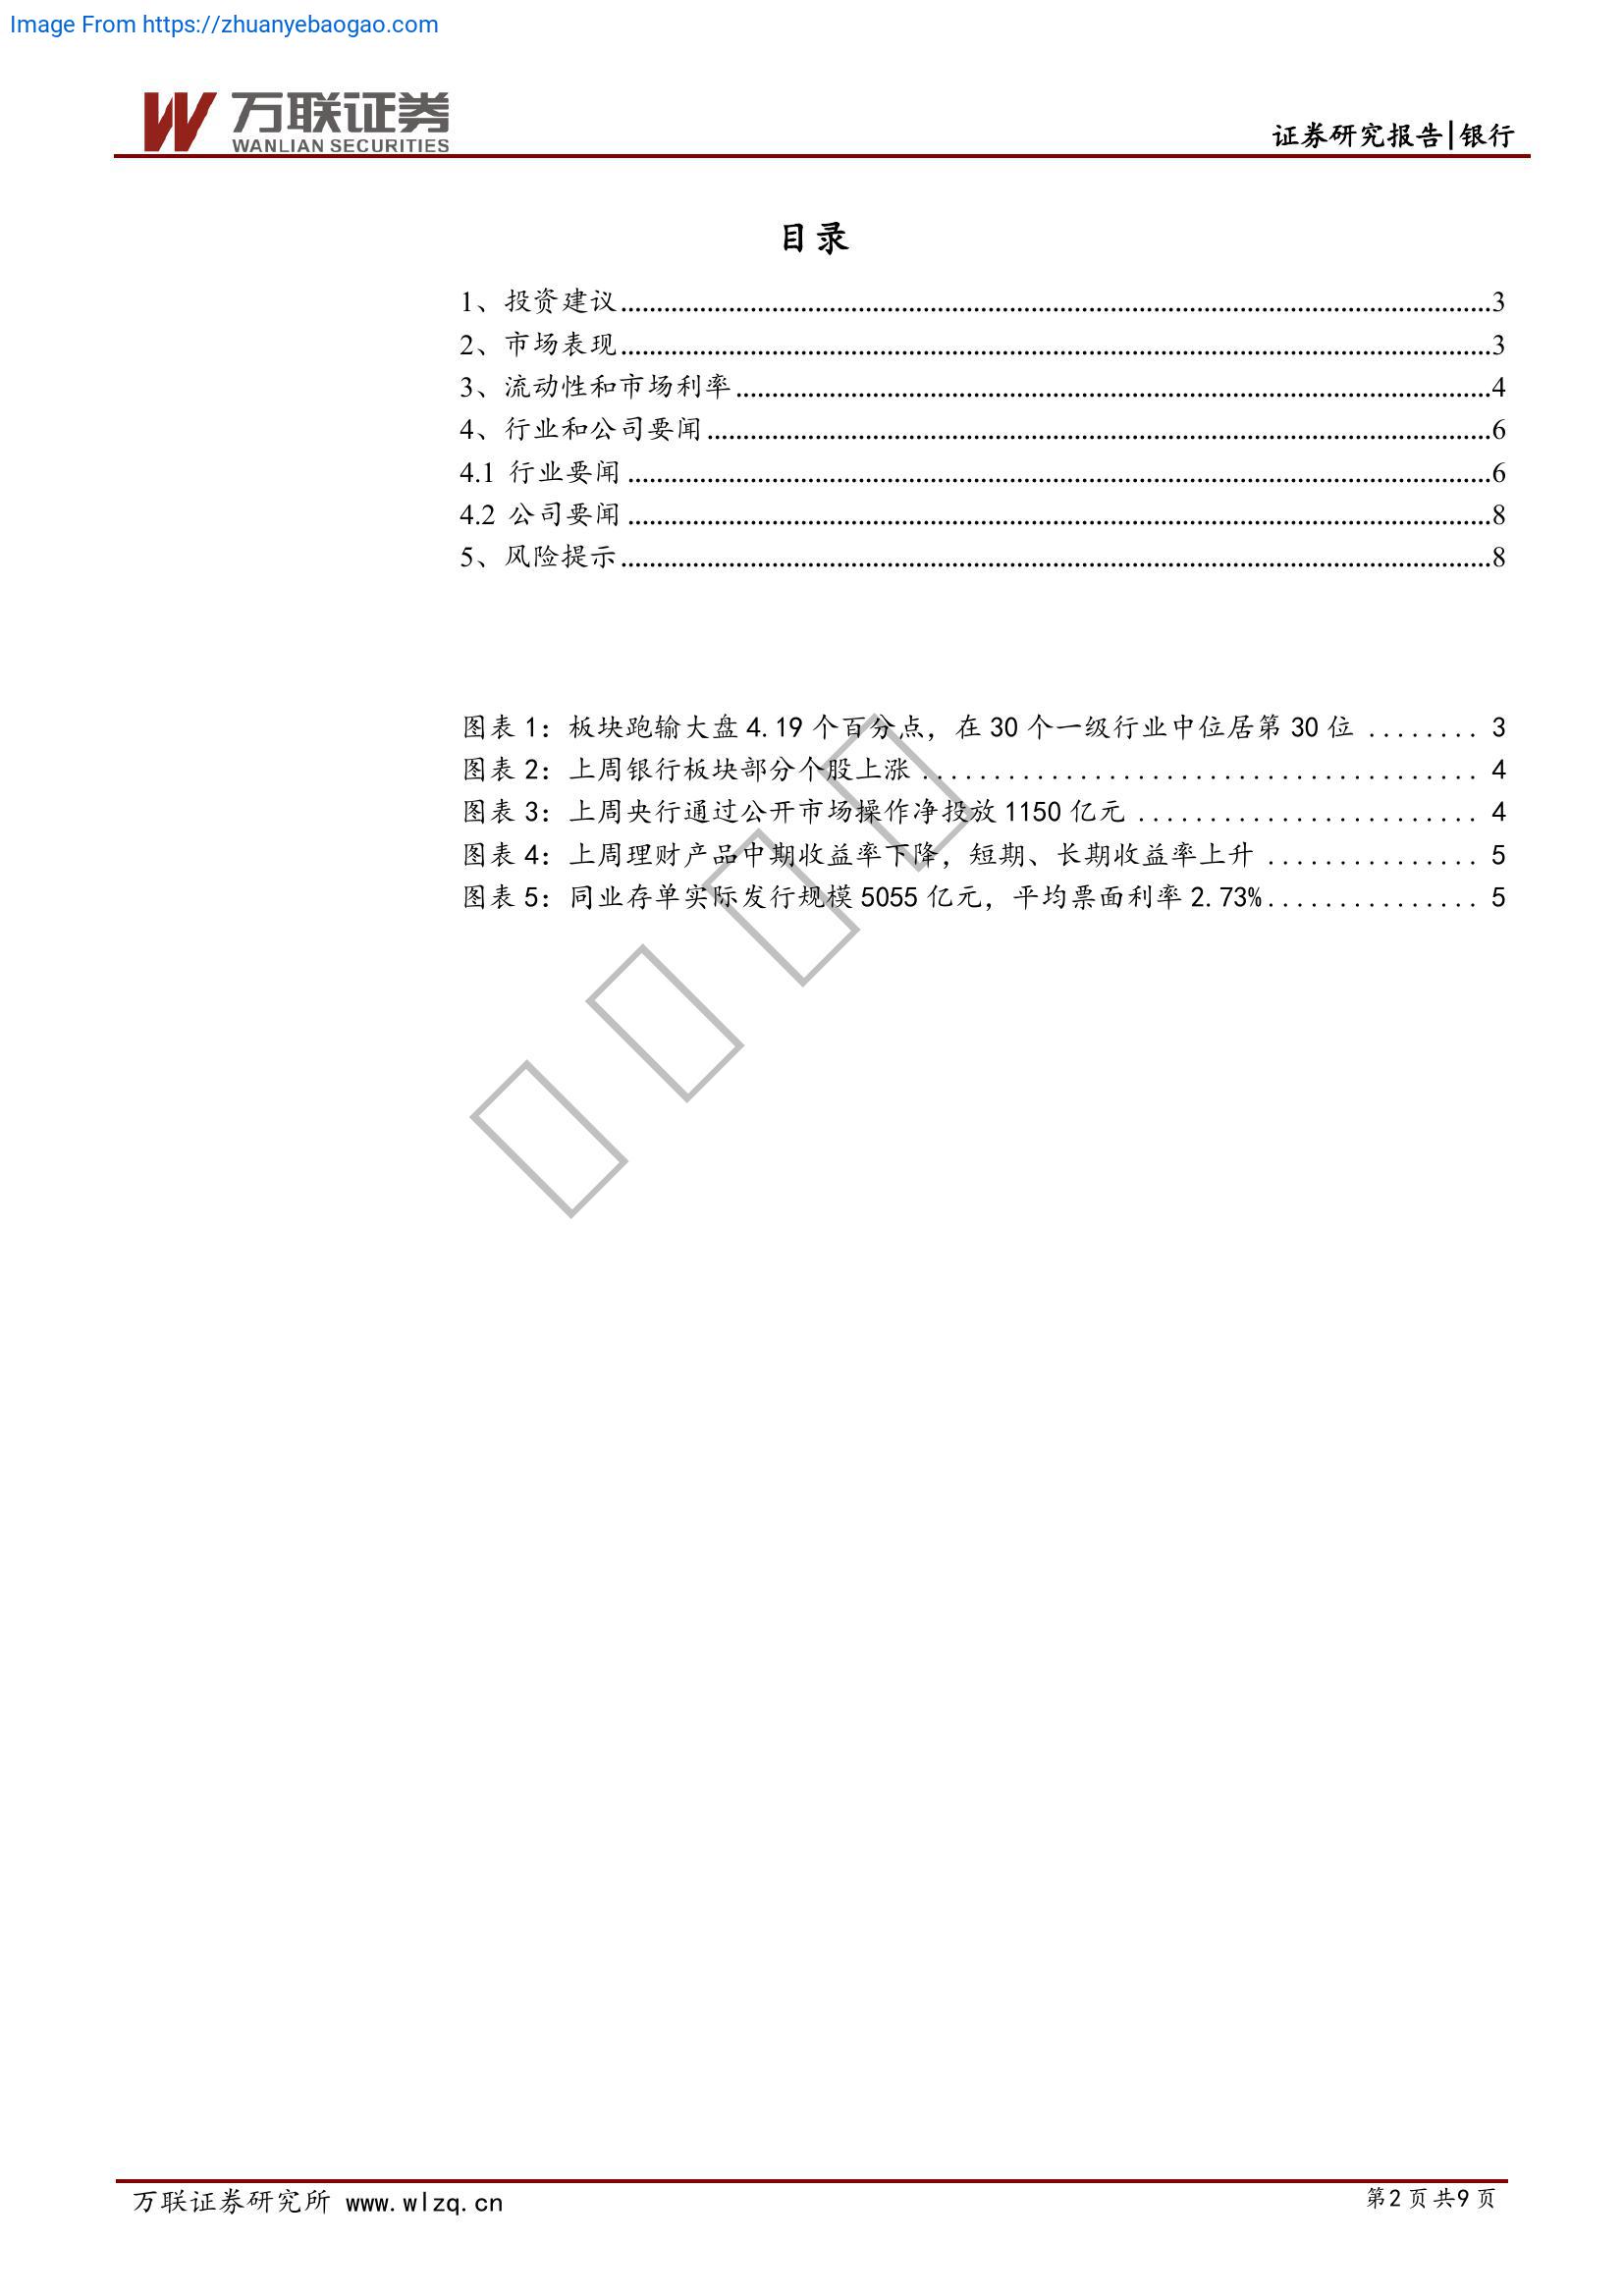 Image From https://zhuanyebaogao.com
万联证券
WANLIAN SECURITIES
证券研究报告|银行
目录
1、投资建议........................................................3
2、市场表现........................................................3
3、流动性和市场利率........................................................4
4、行业和公司要闻........................................................6
4.1 行业要闻........................................................6
4.2 公司要闻........................................................8
5、风险提示........................................................8
图表 1：板块跑输大盘 4.19 个百分点，在 30 个一级行业中位居第 30 位 ........ 3
图表 2：上周银行板块部分个股上涨 ....................................... 4
图表 3：上周央行通过公开市场操作净投放 1150 亿元 ........................ 4
图表 4：上周理财产品中期收益率下降，短期、长期收益率上升 ............... 5
图表 5：同业存单实际发行规模 5055 亿元，平均票面利率 2.73%............... 5
万联证券研究所 www.wlzq.cn
第2页共9页